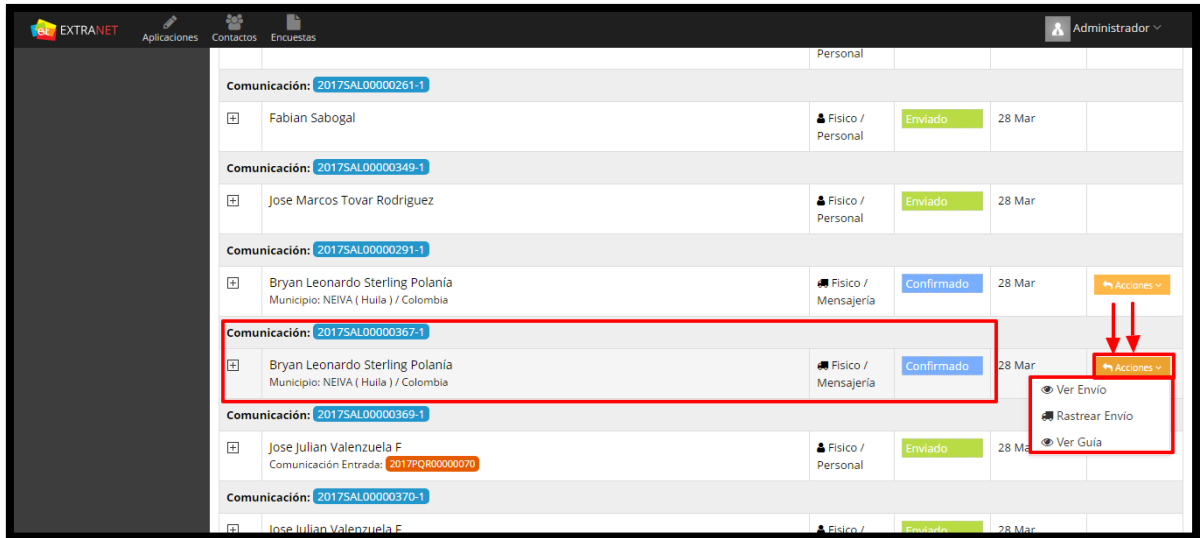 et EXTRANET
Aplicaciones
Contactos
Encuestas
Administrador
Personal
Comunicación: 2017SAL00000261-1
Fabian Sabogal
Fisico /
Personal
Enviado
28 Mar
Comunicación: 2017SAL00000349-1
Jose Marcos Tovar Rodriguez
Fisico /
Personal
Enviado
28 Mar
Comunicación: 2017SAL00000291-1
Bryan Leonardo Sterling Polanía
Municipio: NEIVA ( Huila ) / Colombia
Fisico /
Mensajería
Confirmado
28 Mar
Acciones
Comunicación: 2017SAL00000367-1
Bryan Leonardo Sterling Polanía
Municipio: NEIVA ( Huila ) / Colombia
Fisico /
Mensajería
Confirmado
28 Mar
Acciones
Ver Envío
Rastrear Envío
Ver Guía
Comunicación: 2017SAL00000369-1
Jose Julian Valenzuela F
Comunicación Entrada: 2017PQR00000070
Fisico /
Personal
Enviado
28 Ma
Comunicación: 2017SAL00000370-1
Jose Julian Valenzuela F
Fisico /
Enviado
28 Mar